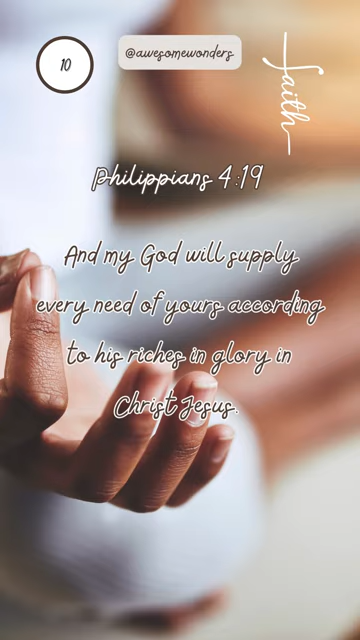 10
@awesomewonders
faith
Philippians 4:19
And my God will supply
every need of yours according
to his riches in glory in
Christ Jesus.